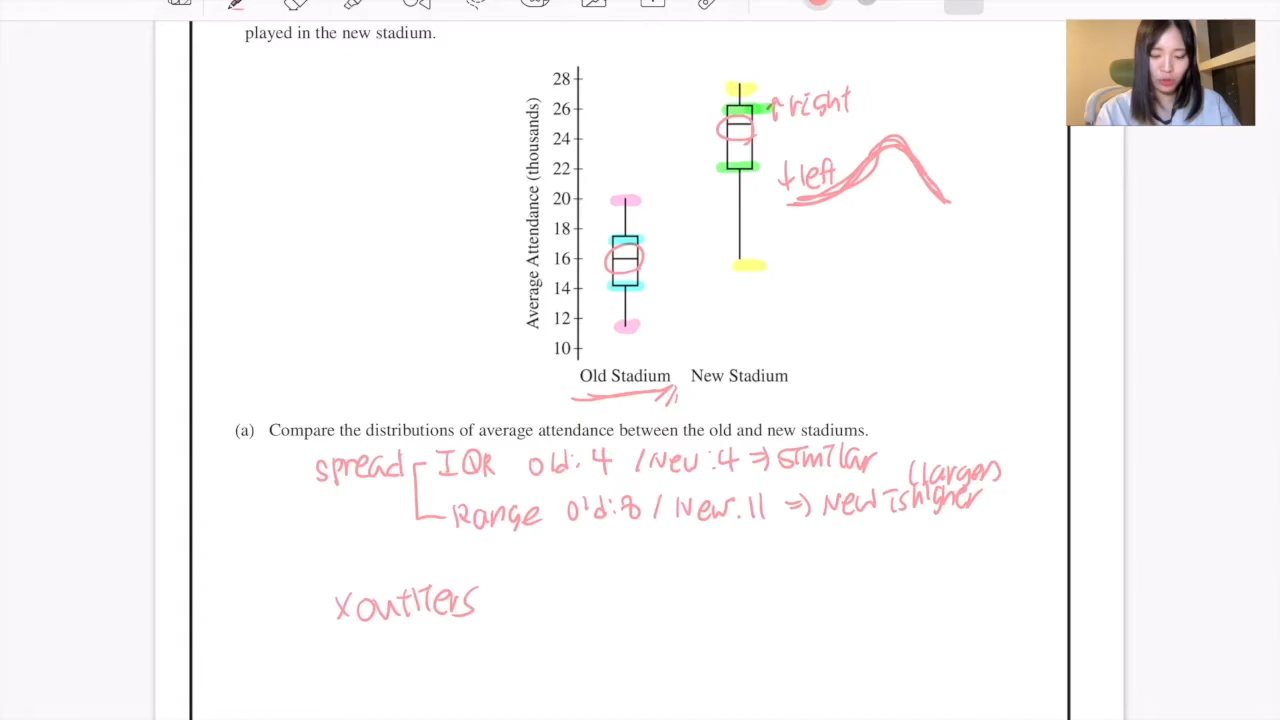 played in the new stadium.
28
26
24
22
20
18
16
14
12
10
Average Attendance (thousands)
↑right
↓left
Old Stadium
New Stadium
(a) Compare the distributions of average attendance between the old and new stadiums.
spread IQR old: 4 / New: 4 ⇒ similar
(larger)
Range old: 8 / New: 11 ⇒ New is higher
x outliers